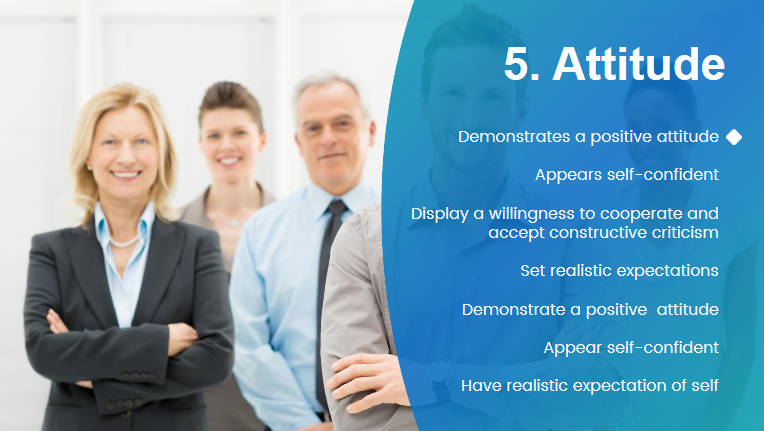 5. Attitude
Demonstrates a positive attitude
Appears self-confident
Display a willingness to cooperate and
accept constructive criticism
Set realistic expectations
Demonstrate a positive  attitude
Appear self-confident
Have realistic expectation of self